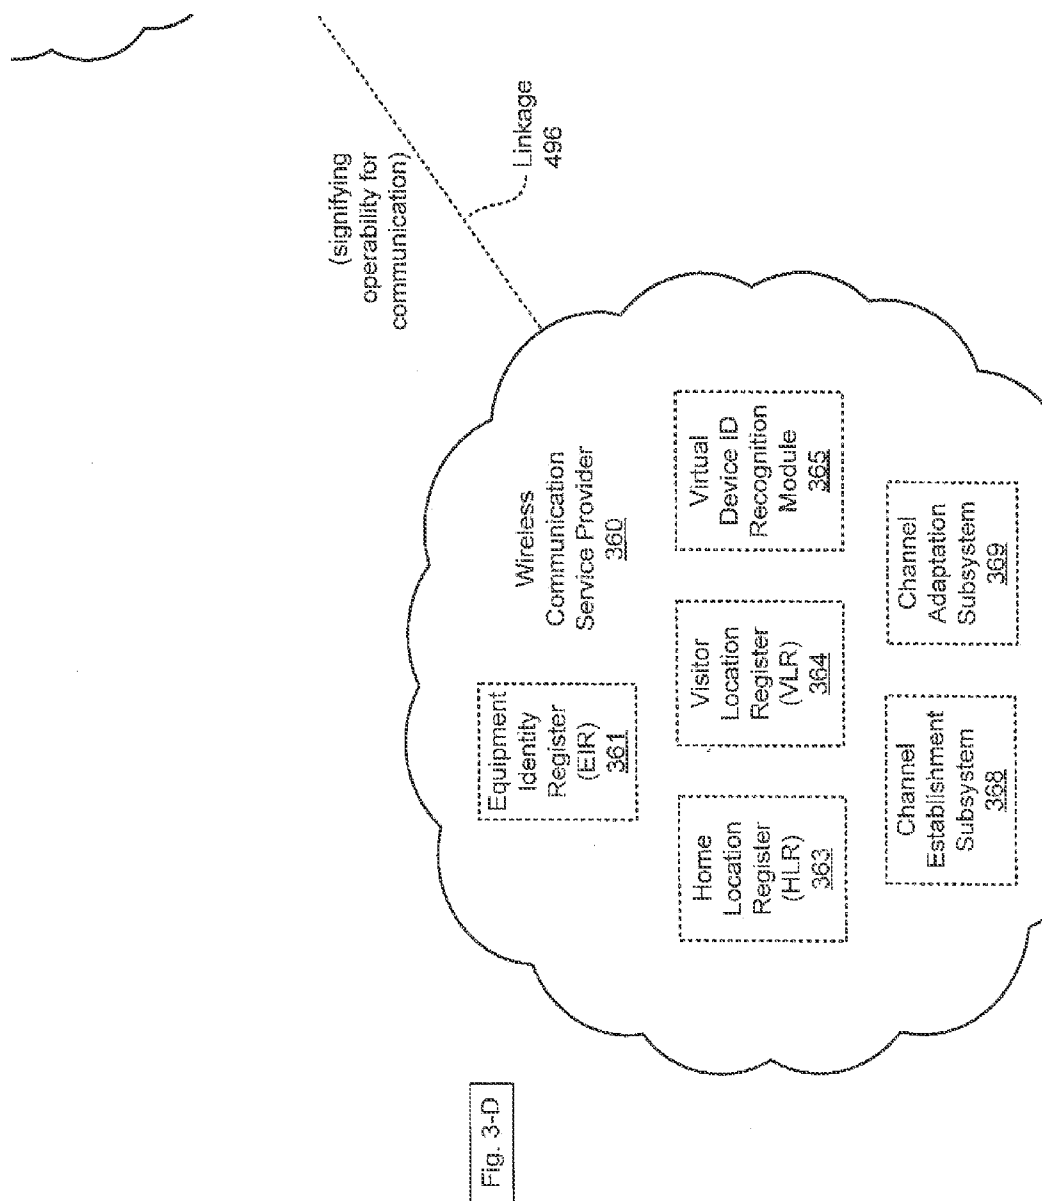 Fig. 3-D
Equipment
Identity
Register
(EIR)
361
Wireless
Communication
Service Provider
360
(signifying
operability for
communication)
Linkage
496
Home
Location
Register
(HLR)
363
Visitor
Location
Register
(VLR)
364
Virtual
Device ID
Recognition
Module
365
Channel
Establishment
Subsystem
368
Channel
Adaptation
Subsystem
369